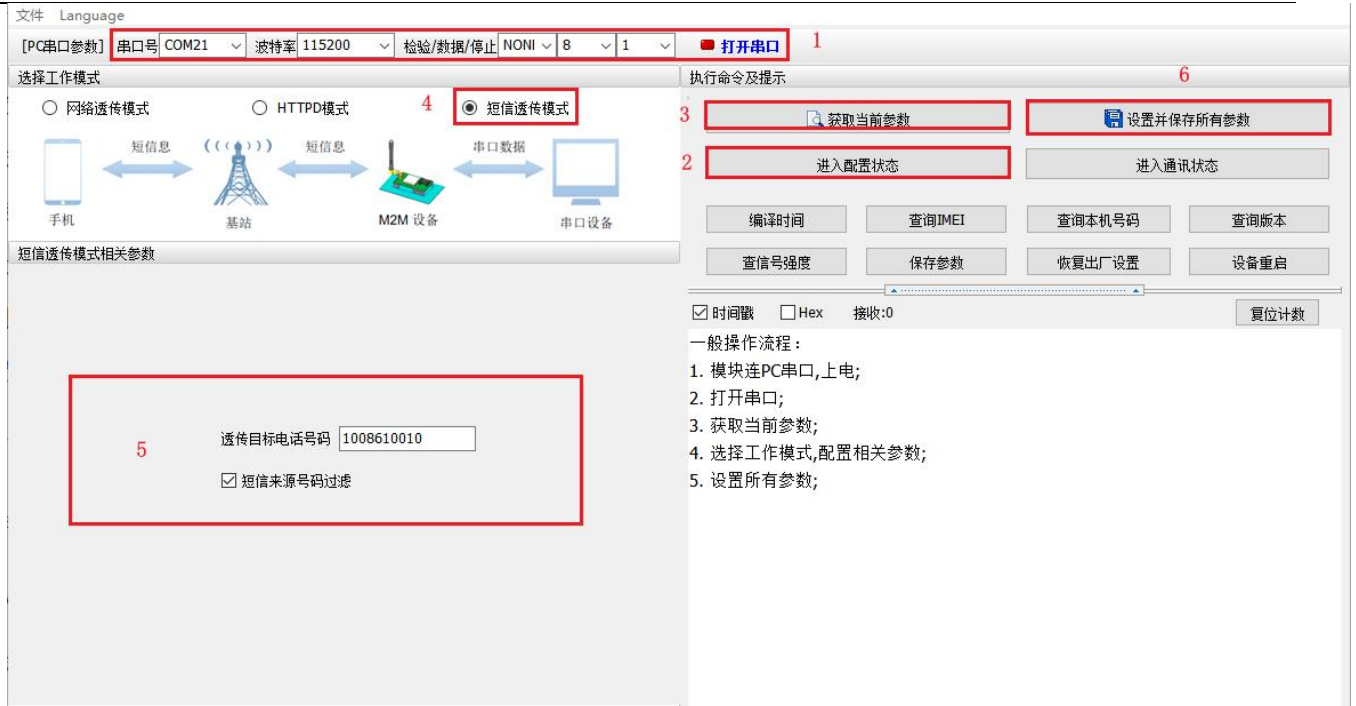 文件 Language
[PC串口参数] 串口号 COM21 波特率 115200 检验/数据/停止 NONI 8 1 打开串口 1
选择工作模式
网络透传模式 HTTPD模式 4 短信透传模式
短信息 短信息 串口数据
手机 基站 M2M 设备 串口设备
短信透传模式相关参数
5
透传目标电话号码 1008610010
短信来源号码过滤
执行命令及提示 6
3 获取当前参数 设置并保存所有参数
2 进入配置状态 进入通讯状态
编译时间 查询IMEI 查询本机号码 查询版本
查信号强度 保存参数 恢复出厂设置 设备重启
时间戳 Hex 接收:0 复位计数
一般操作流程：
1. 模块连PC串口,上电;
2. 打开串口;
3. 获取当前参数;
4. 选择工作模式,配置相关参数;
5. 设置所有参数;